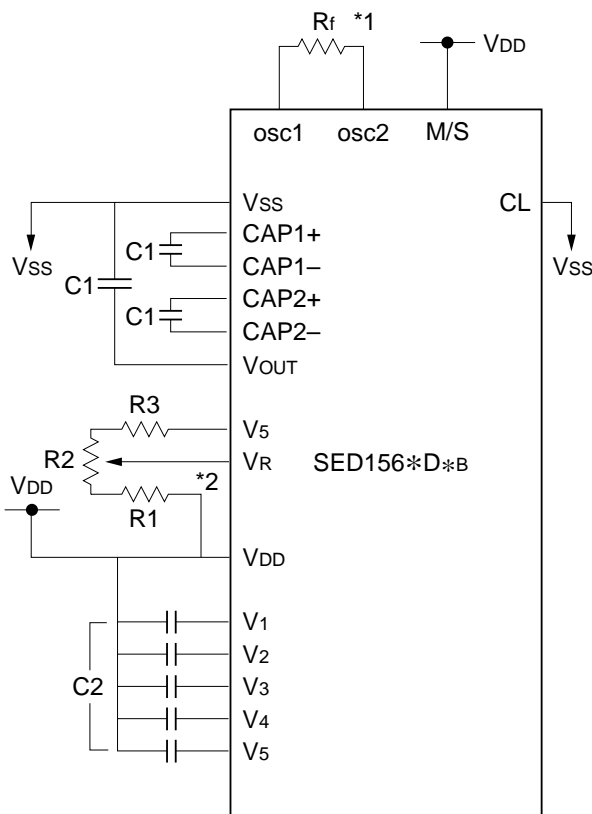 Rf *1
VDD
osc1 osc2 M/S
VSS CL
CAP1+
C1
VSS CAP1– VSS
C1 CAP2+
C1
CAP2–
VOUT
R3
V5
R2 VR SED156*D*B
*2
VDD
R1
VDD
V1
V2
C2 V3
V4
V5